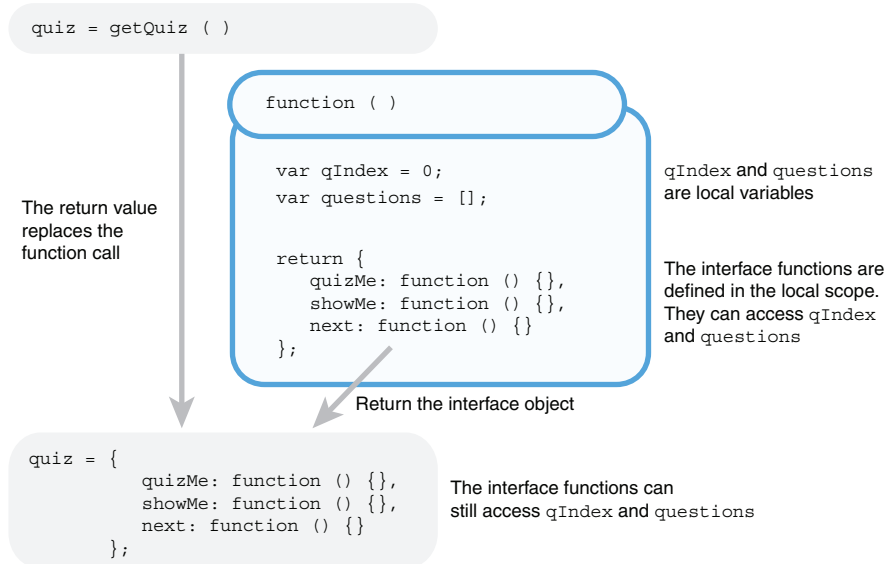 quiz = getQuiz ( )
function ( )
var qIndex = 0;
var questions = [];
return {
quizMe: function () {},
showMe: function () {},
next: function () {}
};
qIndex and questions
are local variables
The interface functions are
defined in the local scope.
They can access qIndex
and questions
The return value
replaces the
function call
Return the interface object
quiz = {
quizMe: function () {},
showMe: function () {},
next: function () {}
};
The interface functions can
still access qIndex and questions